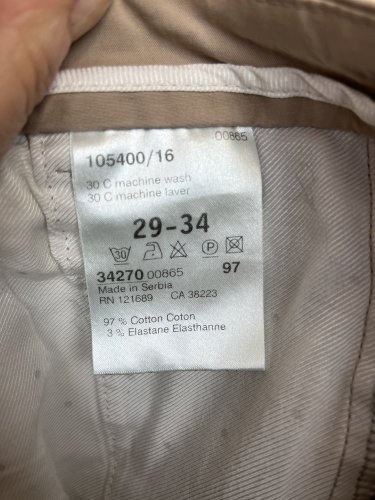 00865
105400/16
30 C machine wash
30 C machine laver
29-34
30 P
34270 00865 97
Made in Serbia
RN 121689 CA 38223
97 % Cotton Coton
3 % Elastane Elasthanne